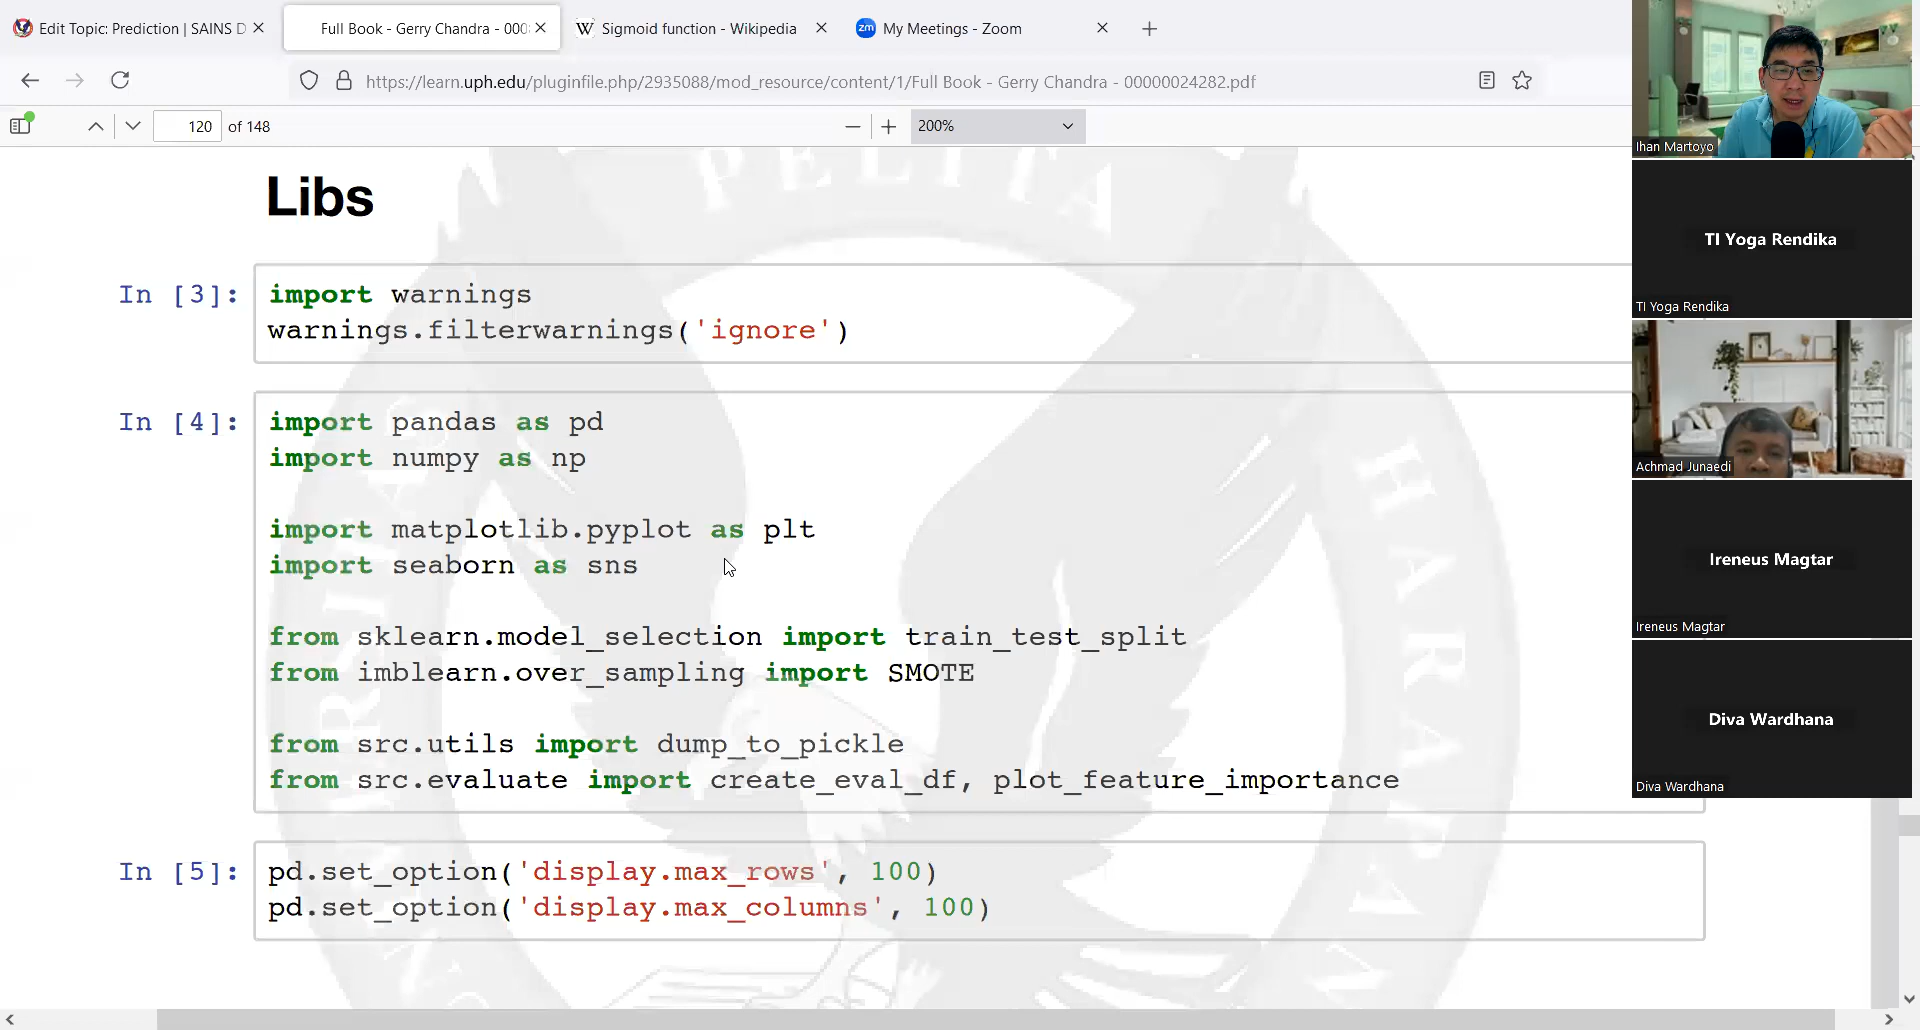 Edit Topic: Prediction | SAINS D
Full Book - Gerry Chandra - 000
Sigmoid function - Wikipedia
zm My Meetings - Zoom
https://learn.uph.edu/pluginfile.php/2935088/mod_resource/content/1/Full Book - Gerry Chandra - 00000024282.pdf
120 of 148
200%
PELITA
HARAPAN
Libs
In [3]: import warnings
warnings.filterwarnings('ignore')
In [4]: import pandas as pd
import numpy as np
import matplotlib.pyplot as plt
import seaborn as sns
from sklearn.model_selection import train_test_split
from imblearn.over_sampling import SMOTE
from src.utils import dump_to_pickle
from src.evaluate import create_eval_df, plot_feature_importance
In [5]: pd.set_option('display.max_rows', 100)
pd.set_option('display.max_columns', 100)
Ihan Martoyo
TI Yoga Rendika
TI Yoga Rendika
Achmad Junaedi
Ireneus Magtar
Ireneus Magtar
Diva Wardhana
Diva Wardhana